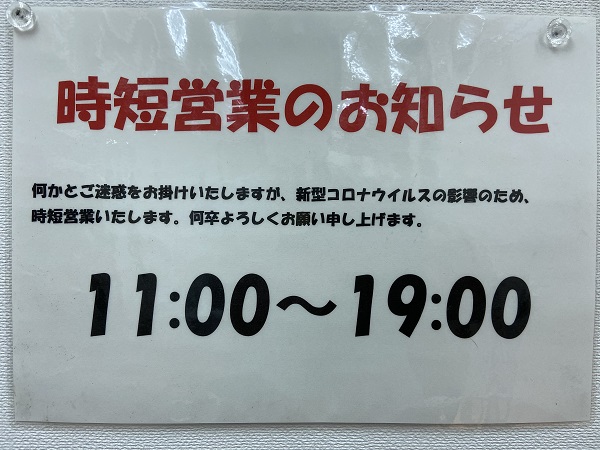 時短営業のお知らせ
何かとご迷惑をお掛けいたしますが、新型コロナウイルスの影響のため、
時短営業いたします。何卒よろしくお願い申し上げます。
11:00～19:00